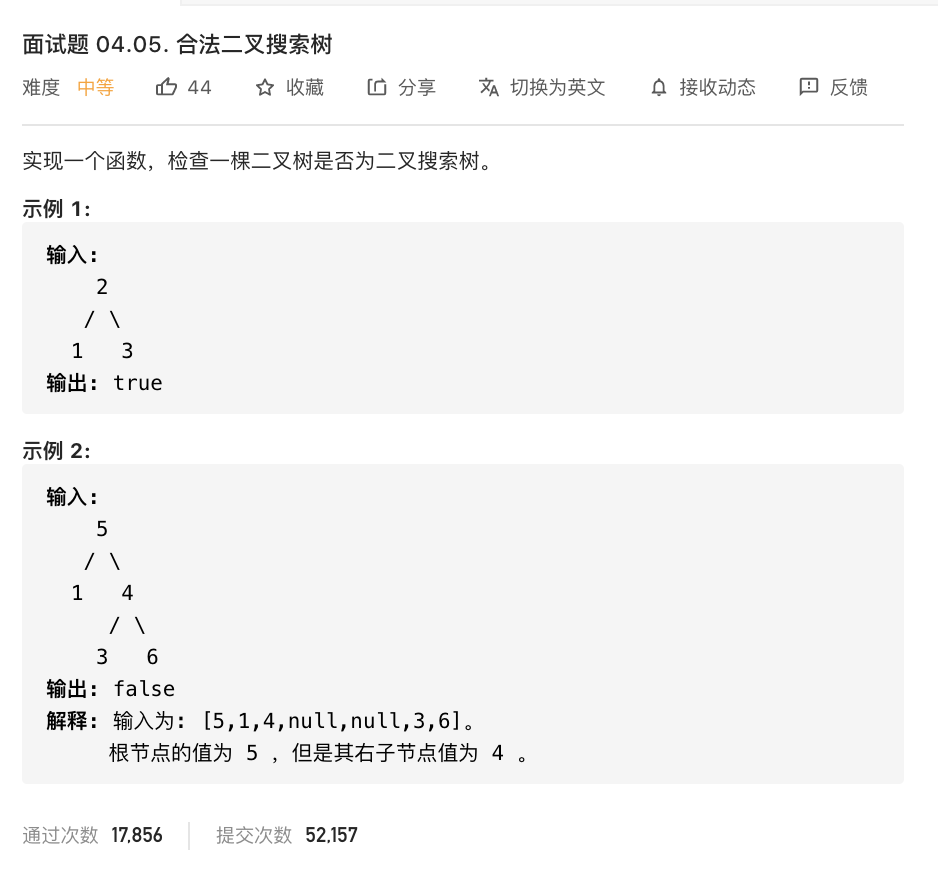 面试题 04.05. 合法二叉搜索树
难度 中等 44 收藏 分享 切换为英文 接收动态 反馈
实现一个函数，检查一棵二叉树是否为二叉搜索树。
示例 1:
输入:
    2
   / \
  1   3
输出: true
示例 2:
输入:
    5
   / \
  1   4
     / \
    3   6
输出: false
解释: 输入为: [5,1,4,null,null,3,6]。
     根节点的值为 5 ，但是其右子节点值为 4 。
通过次数 17,856 提交次数 52,157